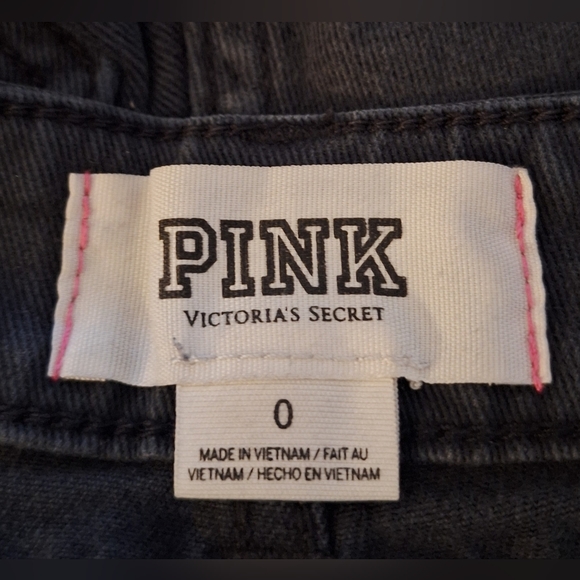 PINK
VICTORIA'S SECRET
0
MADE IN VIETNAM / FAIT AU
VIETNAM / HECHO EN VIETNAM